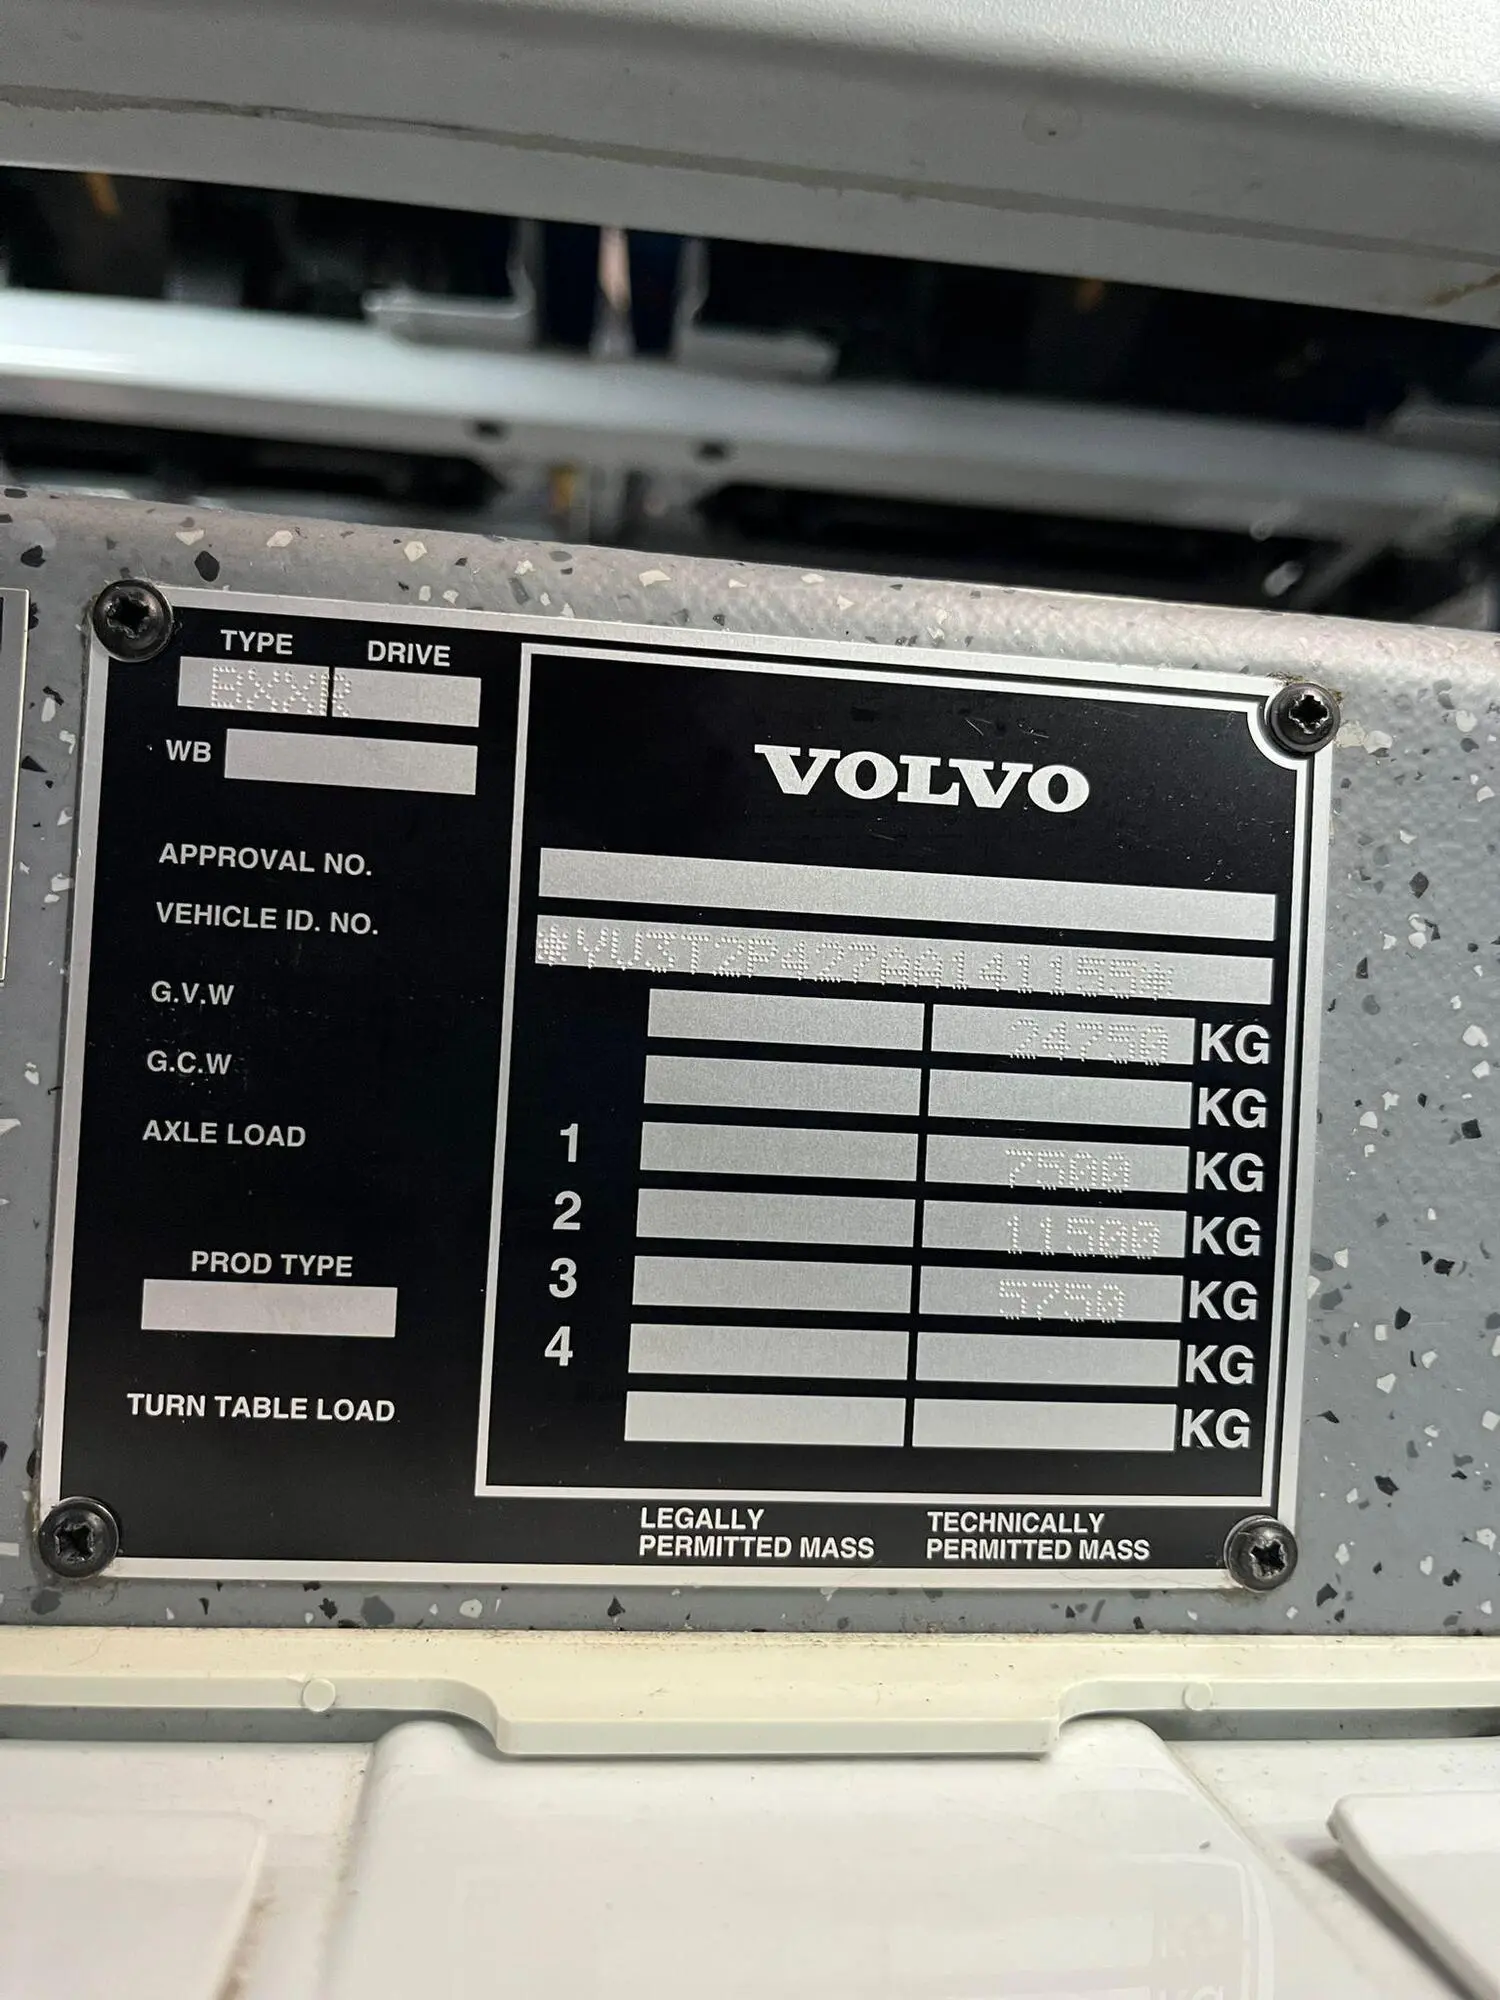 TYPE DRIVE
BXXR
WB
VOLVO
APPROVAL NO.
VEHICLE ID. NO. *YV3T2P427AA141155*
G.V.W 24750 KG
G.C.W KG
AXLE LOAD 1 7500 KG
2 11500 KG
3 5750 KG
4 KG
PROD TYPE
TURN TABLE LOAD KG
LEGALLY PERMITTED MASS
TECHNICALLY PERMITTED MASS